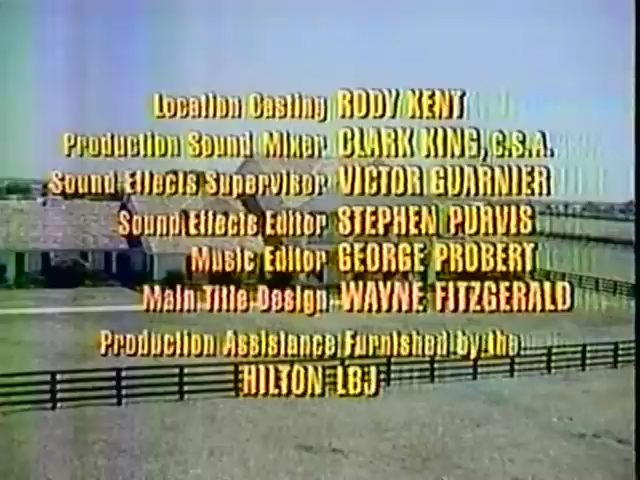 Location Casting RODY KENT
Production Sound Mixer CLARK KING, C.S.A.
Sound Effects Supervisor VICTOR GUARNIER
Sound Effects Editor STEPHEN PURVIS
Music Editor GEORGE PROBERT
Main Title Design WAYNE FITZGERALD
Production Assistance Furnished by the
HILTON LBJ